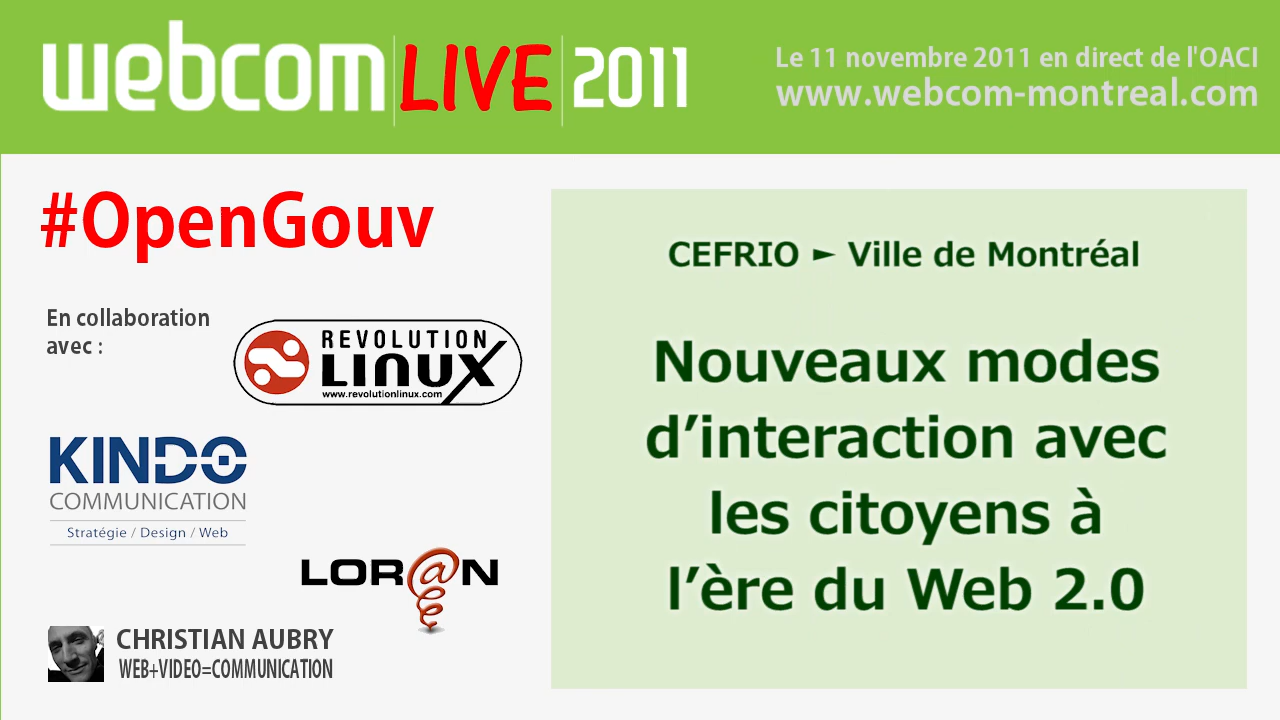 webcom LIVE 2011
Le 11 novembre 2011 en direct de l'OACI
www.webcom-montreal.com
#OpenGouv
En collaboration
avec :
REVOLUTION
LINUX
www.revolutionlinux.com
KINDO
COMMUNICATION
Stratégie / Design / Web
LOR@N
CHRISTIAN AUBRY
WEB+VIDEO=COMMUNICATION
CEFRIO ► Ville de Montréal
Nouveaux modes
d’interaction avec
les citoyens à
l’ère du Web 2.0